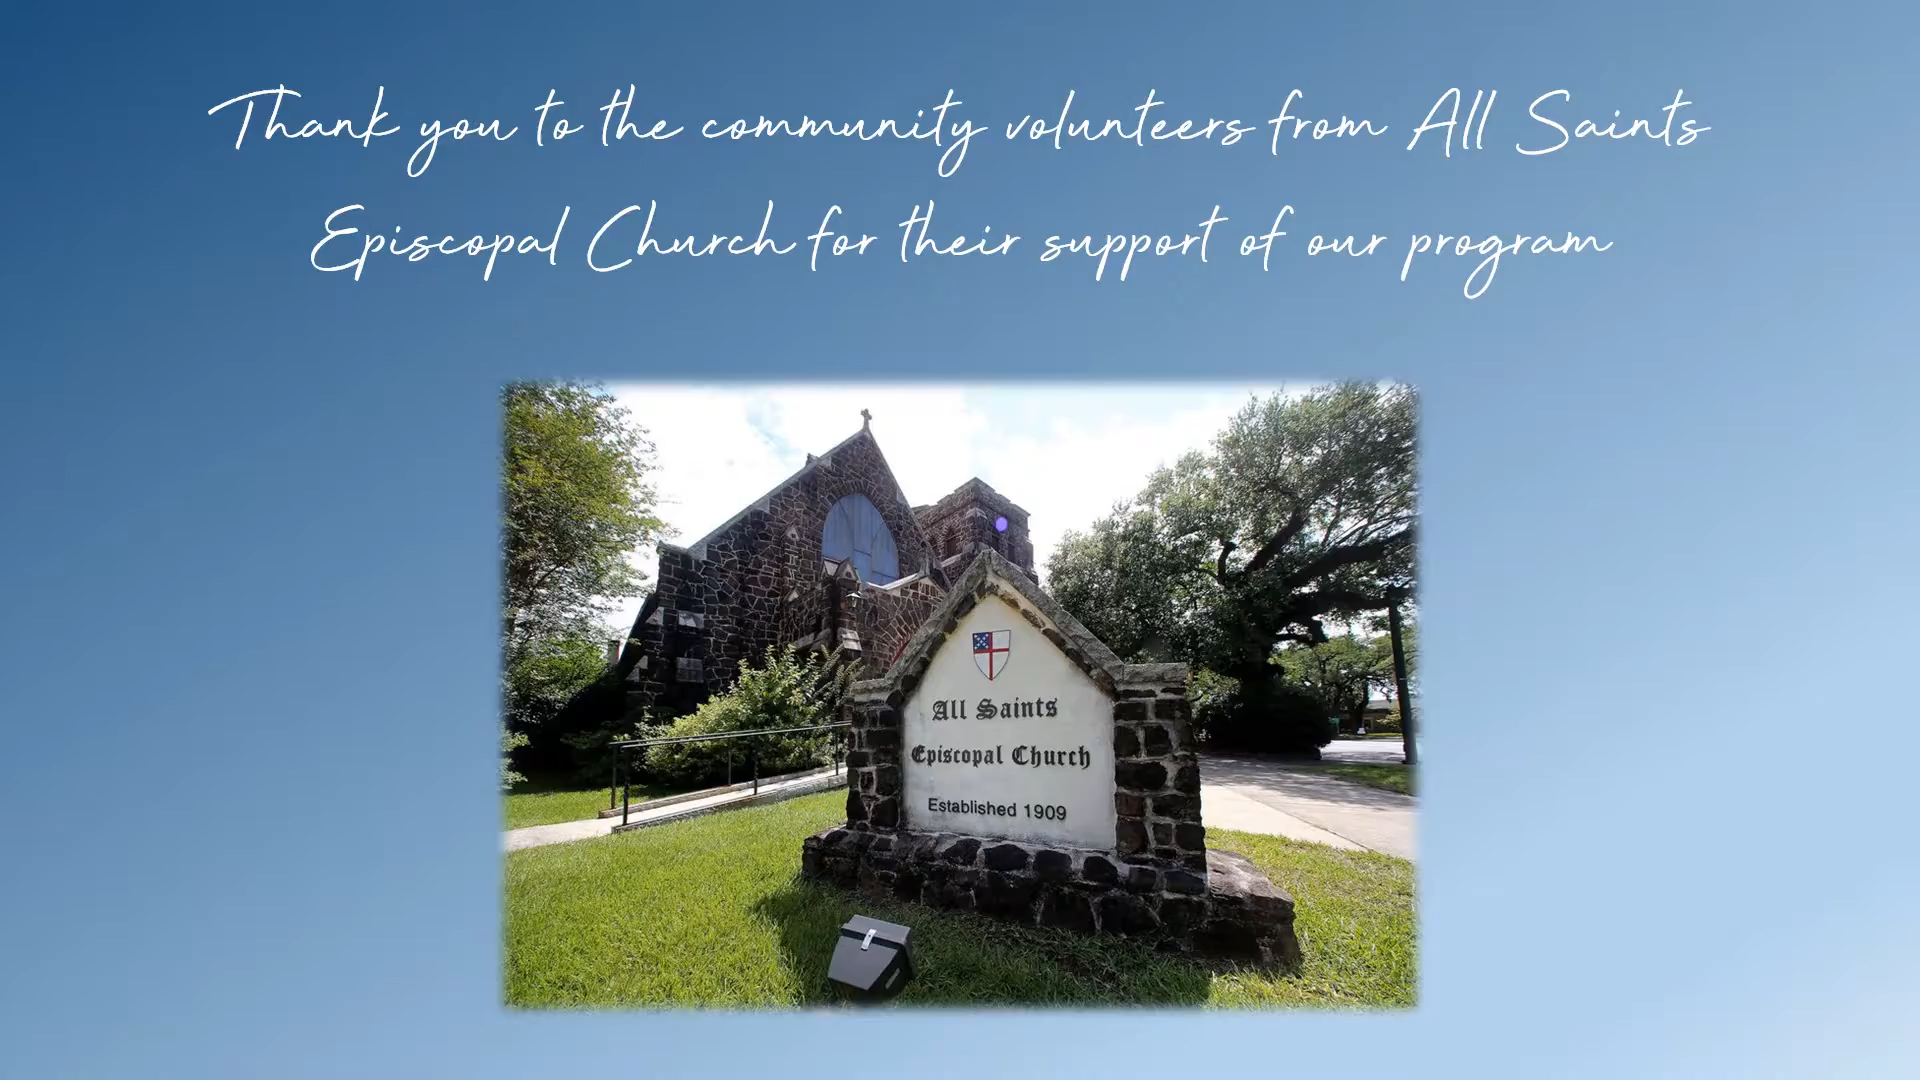 Thank you to the community volunteers from All Saints
Episcopal Church for their support of our program
All Saints
Episcopal Church
Established 1909